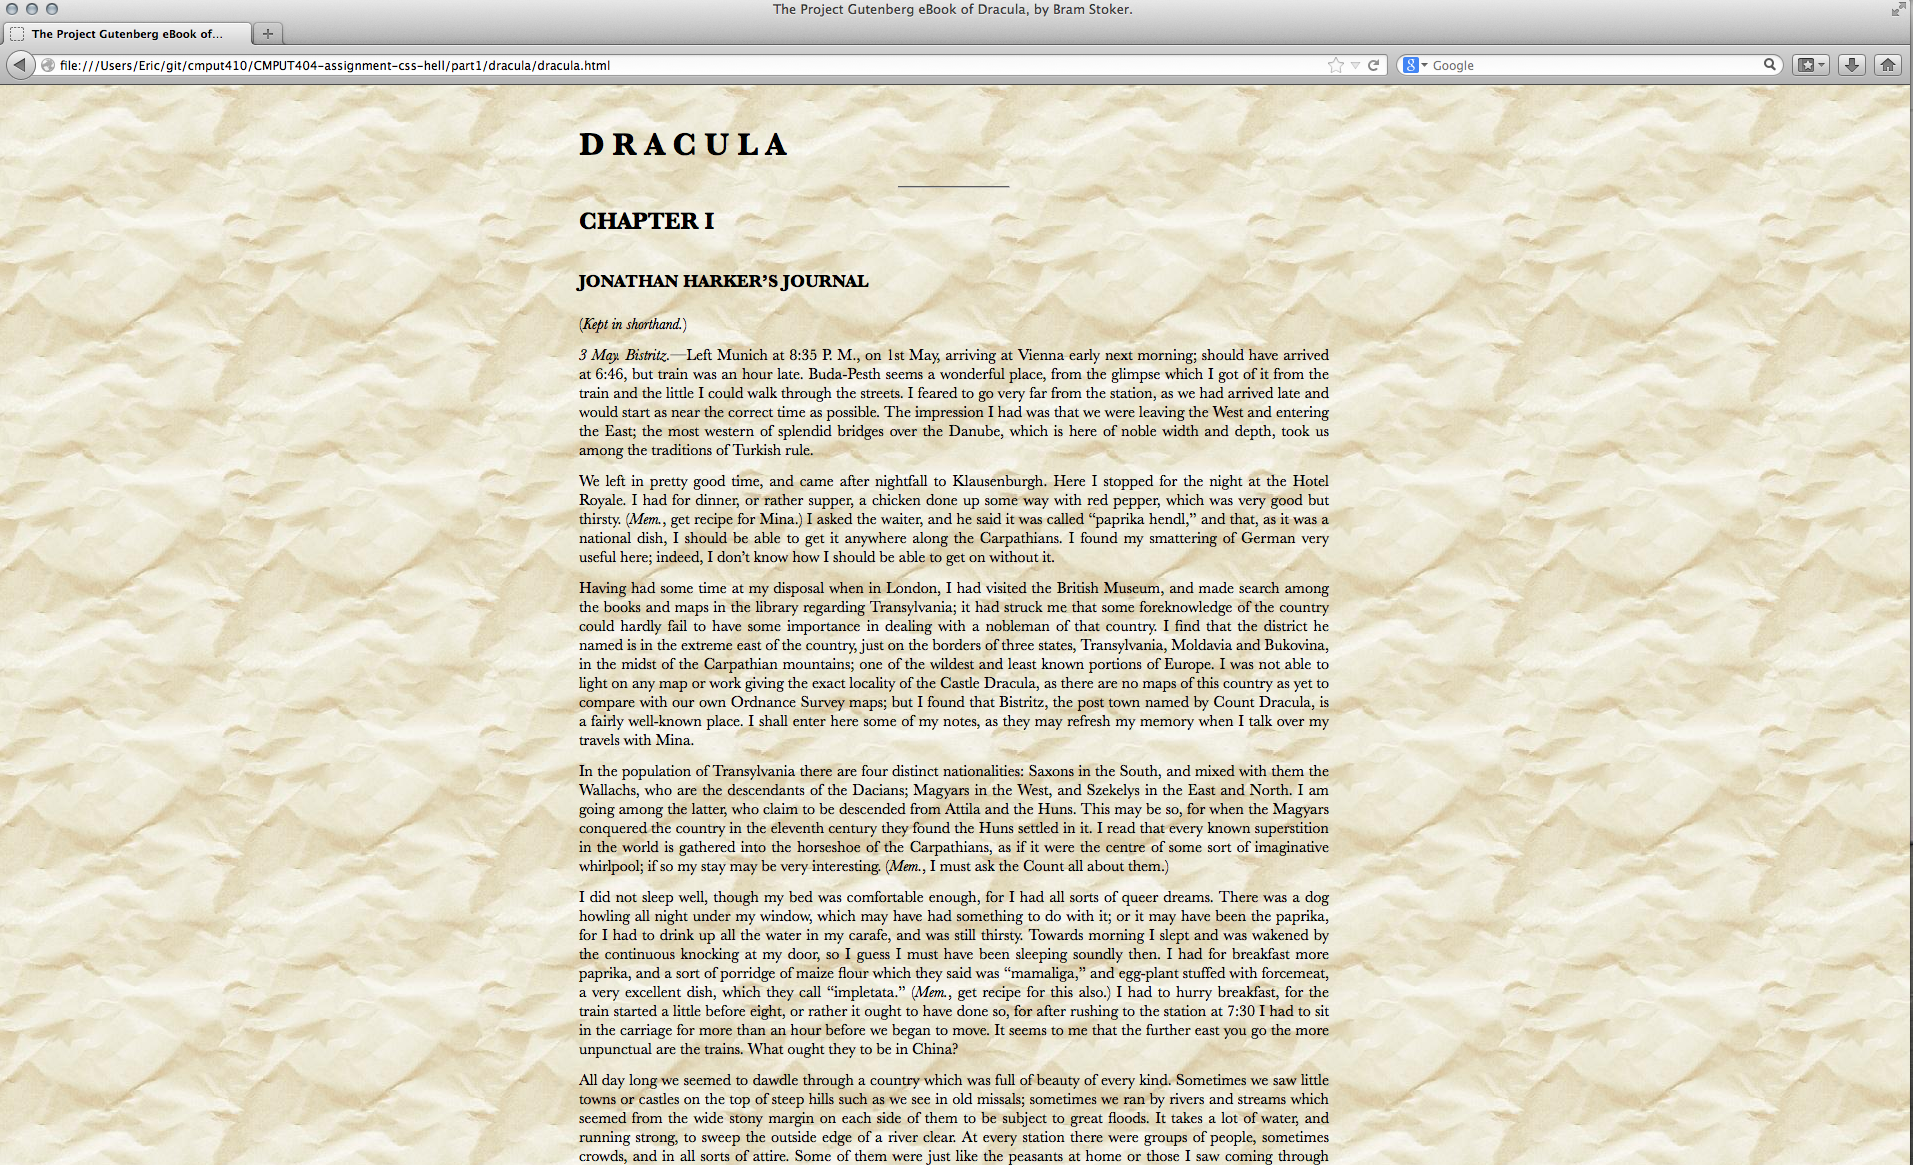 The Project Gutenberg eBook of Dracula, by Bram Stoker.
The Project Gutenberg eBook of...
file:///Users/Eric/git/cmput410/CMPUT404-assignment-css-hell/part1/dracula/dracula.html
Google
D R A C U L A
CHAPTER I
JONATHAN HARKER’S JOURNAL
(Kept in shorthand.)
3 May. Bistritz.—Left Munich at 8:35 P. M., on 1st May, arriving at Vienna early next morning; should have arrived
at 6:46, but train was an hour late. Buda-Pesth seems a wonderful place, from the glimpse which I got of it from the
train and the little I could walk through the streets. I feared to go very far from the station, as we had arrived late and
would start as near the correct time as possible. The impression I had was that we were leaving the West and entering
the East; the most western of splendid bridges over the Danube, which is here of noble width and depth, took us
among the traditions of Turkish rule.
We left in pretty good time, and came after nightfall to Klausenburgh. Here I stopped for the night at the Hotel
Royale. I had for dinner, or rather supper, a chicken done up some way with red pepper, which was very good but
thirsty. (Mem., get recipe for Mina.) I asked the waiter, and he said it was called “paprika hendl,” and that, as it was a
national dish, I should be able to get it anywhere along the Carpathians. I found my smattering of German very
useful here; indeed, I don’t know how I should be able to get on without it.
Having had some time at my disposal when in London, I had visited the British Museum, and made search among
the books and maps in the library regarding Transylvania; it had struck me that some foreknowledge of the country
could hardly fail to have some importance in dealing with a nobleman of that country. I find that the district he
named is in the extreme east of the country, just on the borders of three states, Transylvania, Moldavia and Bukovina,
in the midst of the Carpathian mountains; one of the wildest and least known portions of Europe. I was not able to
light on any map or work giving the exact locality of the Castle Dracula, as there are no maps of this country as yet to
compare with our own Ordnance Survey maps; but I found that Bistritz, the post town named by Count Dracula, is
a fairly well-known place. I shall enter here some of my notes, as they may refresh my memory when I talk over my
travels with Mina.
In the population of Transylvania there are four distinct nationalities: Saxons in the South, and mixed with them the
Wallachs, who are the descendants of the Dacians; Magyars in the West, and Szekelys in the East and North. I am
going among the latter, who claim to be descended from Attila and the Huns. This may be so, for when the Magyars
conquered the country in the eleventh century they found the Huns settled in it. I read that every known superstition
in the world is gathered into the horseshoe of the Carpathians, as if it were the centre of some sort of imaginative
whirlpool; if so my stay may be very interesting. (Mem., I must ask the Count all about them.)
I did not sleep well, though my bed was comfortable enough, for I had all sorts of queer dreams. There was a dog
howling all night under my window, which may have had something to do with it; or it may have been the paprika,
for I had to drink up all the water in my carafe, and was still thirsty. Towards morning I slept and was wakened by
the continuous knocking at my door, so I guess I must have been sleeping soundly then. I had for breakfast more
paprika, and a sort of porridge of maize flour which they said was “mamaliga,” and egg-plant stuffed with forcemeat,
a very excellent dish, which they call “impletata.” (Mem., get recipe for this also.) I had to hurry breakfast, for the
train started a little before eight, or rather it ought to have done so, for after rushing to the station at 7:30 I had to sit
in the carriage for more than an hour before we began to move. It seems to me that the further east you go the more
unpunctual are the trains. What ought they to be in China?
All day long we seemed to dawdle through a country which was full of beauty of every kind. Sometimes we saw little
towns or castles on the top of steep hills such as we see in old missals; sometimes we ran by rivers and streams which
seemed from the wide stony margin on each side of them to be subject to great floods. It takes a lot of water, and
running strong, to sweep the outside edge of a river clear. At every station there were groups of people, sometimes
crowds, and in all sorts of attire. Some of them were just like the peasants at home or those I saw coming through